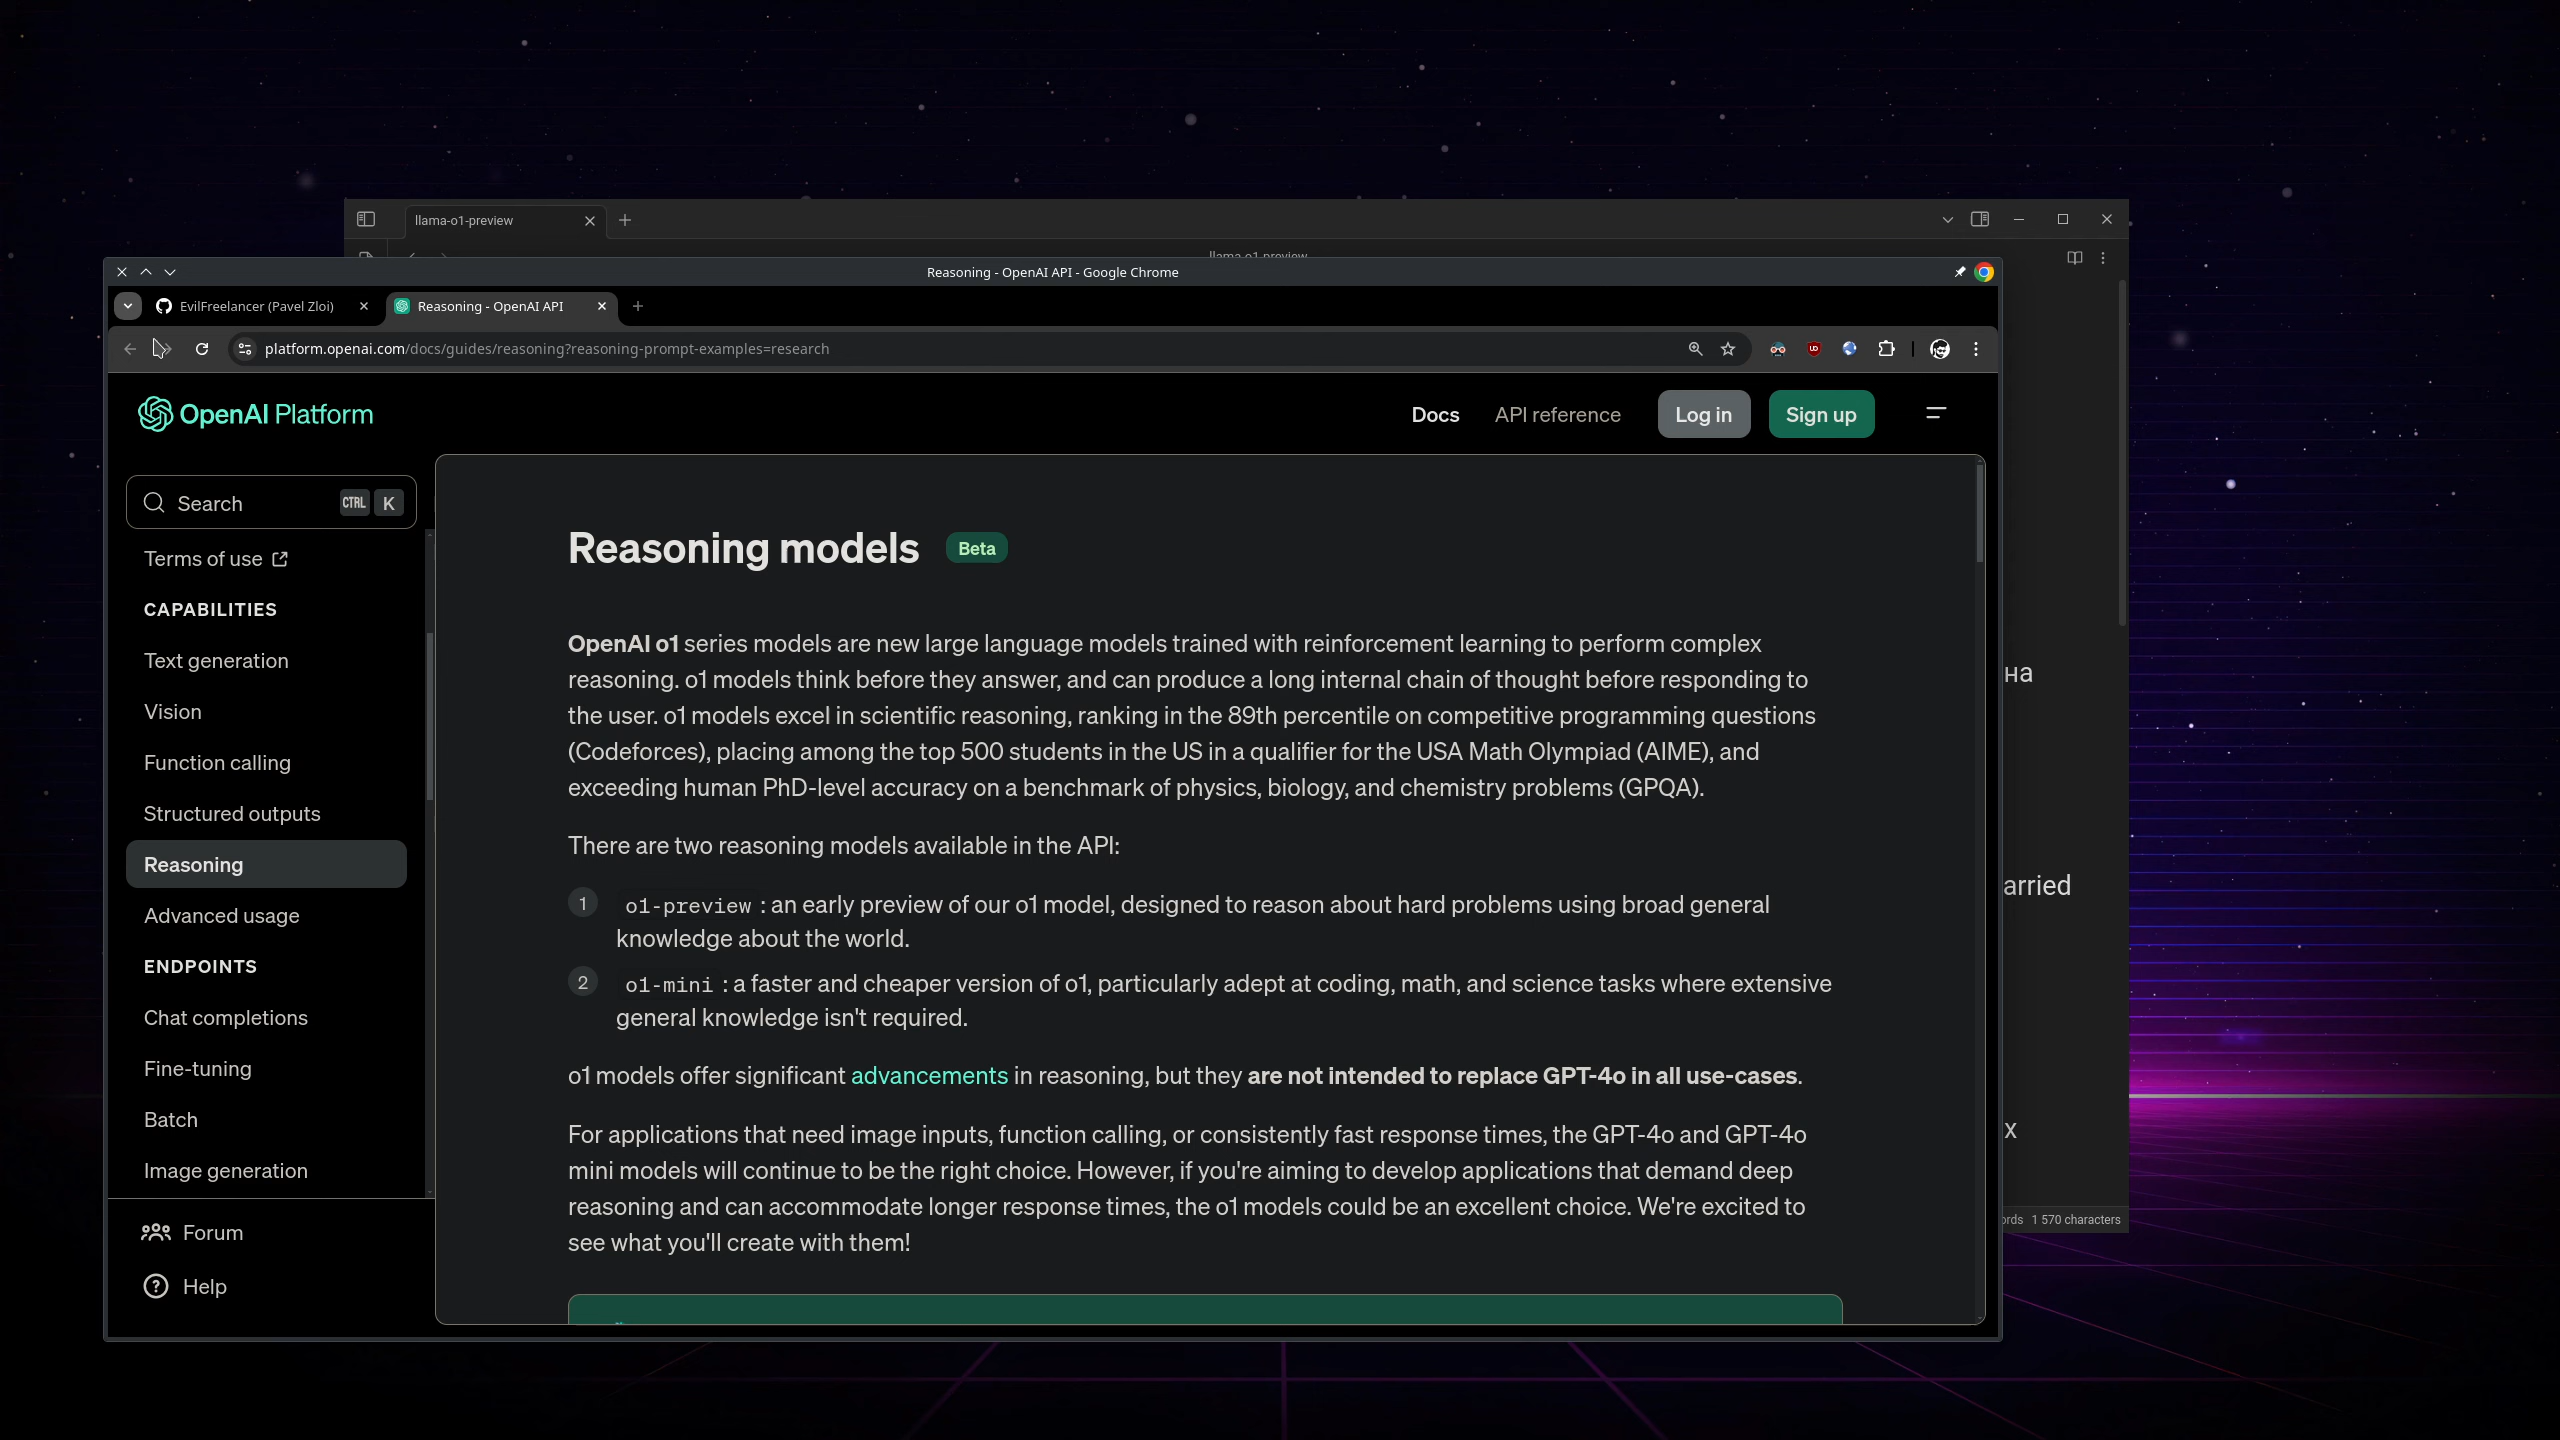 llama-o1-preview
llama-o1-preview
Reasoning - OpenAI API - Google Chrome
EvilFreelancer (Pavel Zloi)
Reasoning - OpenAI API
platform.openai.com/docs/guides/reasoning?reasoning-prompt-examples=research
OpenAI Platform
Docs
API reference
Log in
Sign up
Search
CTRL K
Terms of use
CAPABILITIES
Text generation
Vision
Function calling
Structured outputs
Reasoning
Advanced usage
ENDPOINTS
Chat completions
Fine-tuning
Batch
Image generation
Forum
Help
Reasoning models Beta
OpenAI o1 series models are new large language models trained with reinforcement learning to perform complex
reasoning. o1 models think before they answer, and can produce a long internal chain of thought before responding to
the user. o1 models excel in scientific reasoning, ranking in the 89th percentile on competitive programming questions
(Codeforces), placing among the top 500 students in the US in a qualifier for the USA Math Olympiad (AIME), and
exceeding human PhD-level accuracy on a benchmark of physics, biology, and chemistry problems (GPQA).
There are two reasoning models available in the API:
1 o1-preview : an early preview of our o1 model, designed to reason about hard problems using broad general
knowledge about the world.
2 o1-mini : a faster and cheaper version of o1, particularly adept at coding, math, and science tasks where extensive
general knowledge isn't required.
o1 models offer significant advancements in reasoning, but they are not intended to replace GPT-4o in all use-cases.
For applications that need image inputs, function calling, or consistently fast response times, the GPT-4o and GPT-4o
mini models will continue to be the right choice. However, if you're aiming to develop applications that demand deep
reasoning and can accommodate longer response times, the o1 models could be an excellent choice. We're excited to
see what you'll create with them!
на
arried
х
ords 1 570 characters